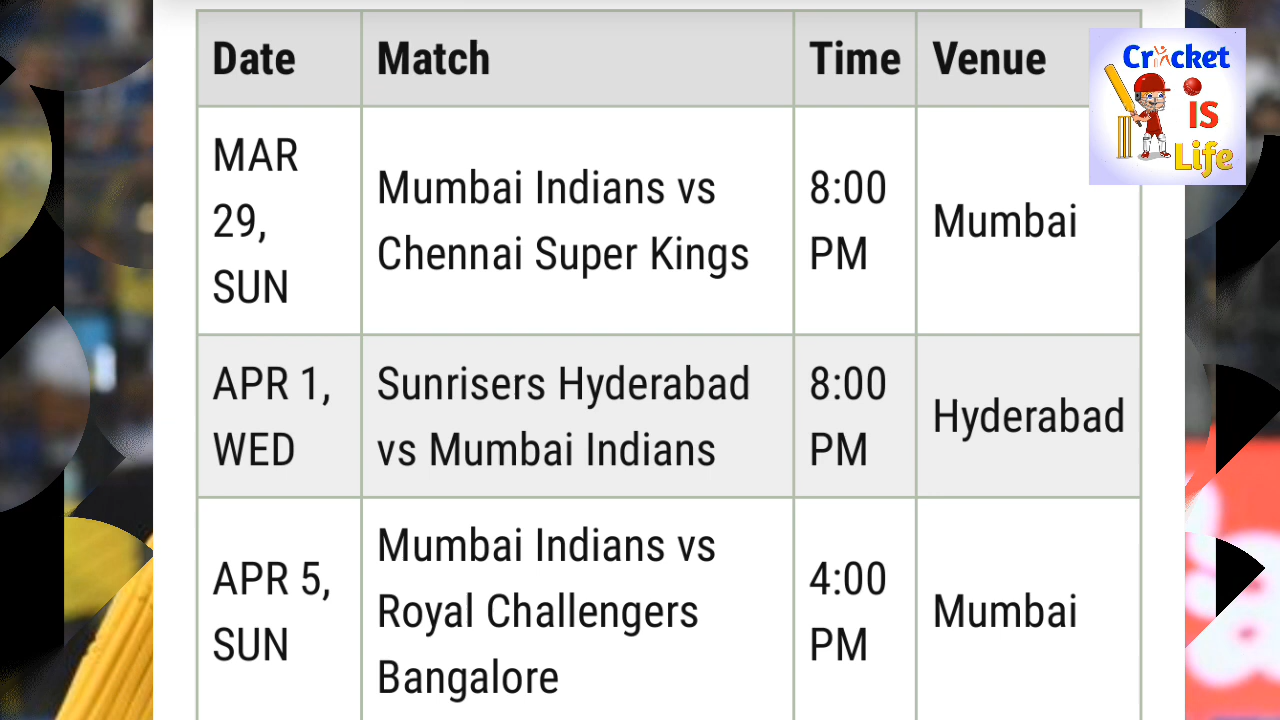 Date Match Time Venue
Cricket
IS
Life
MAR
29,
SUN
Mumbai Indians vs
Chennai Super Kings
8:00
PM
Mumbai
APR 1,
WED
Sunrisers Hyderabad
vs Mumbai Indians
8:00
PM
Hyderabad
APR 5,
SUN
Mumbai Indians vs
Royal Challengers
Bangalore
4:00
PM
Mumbai